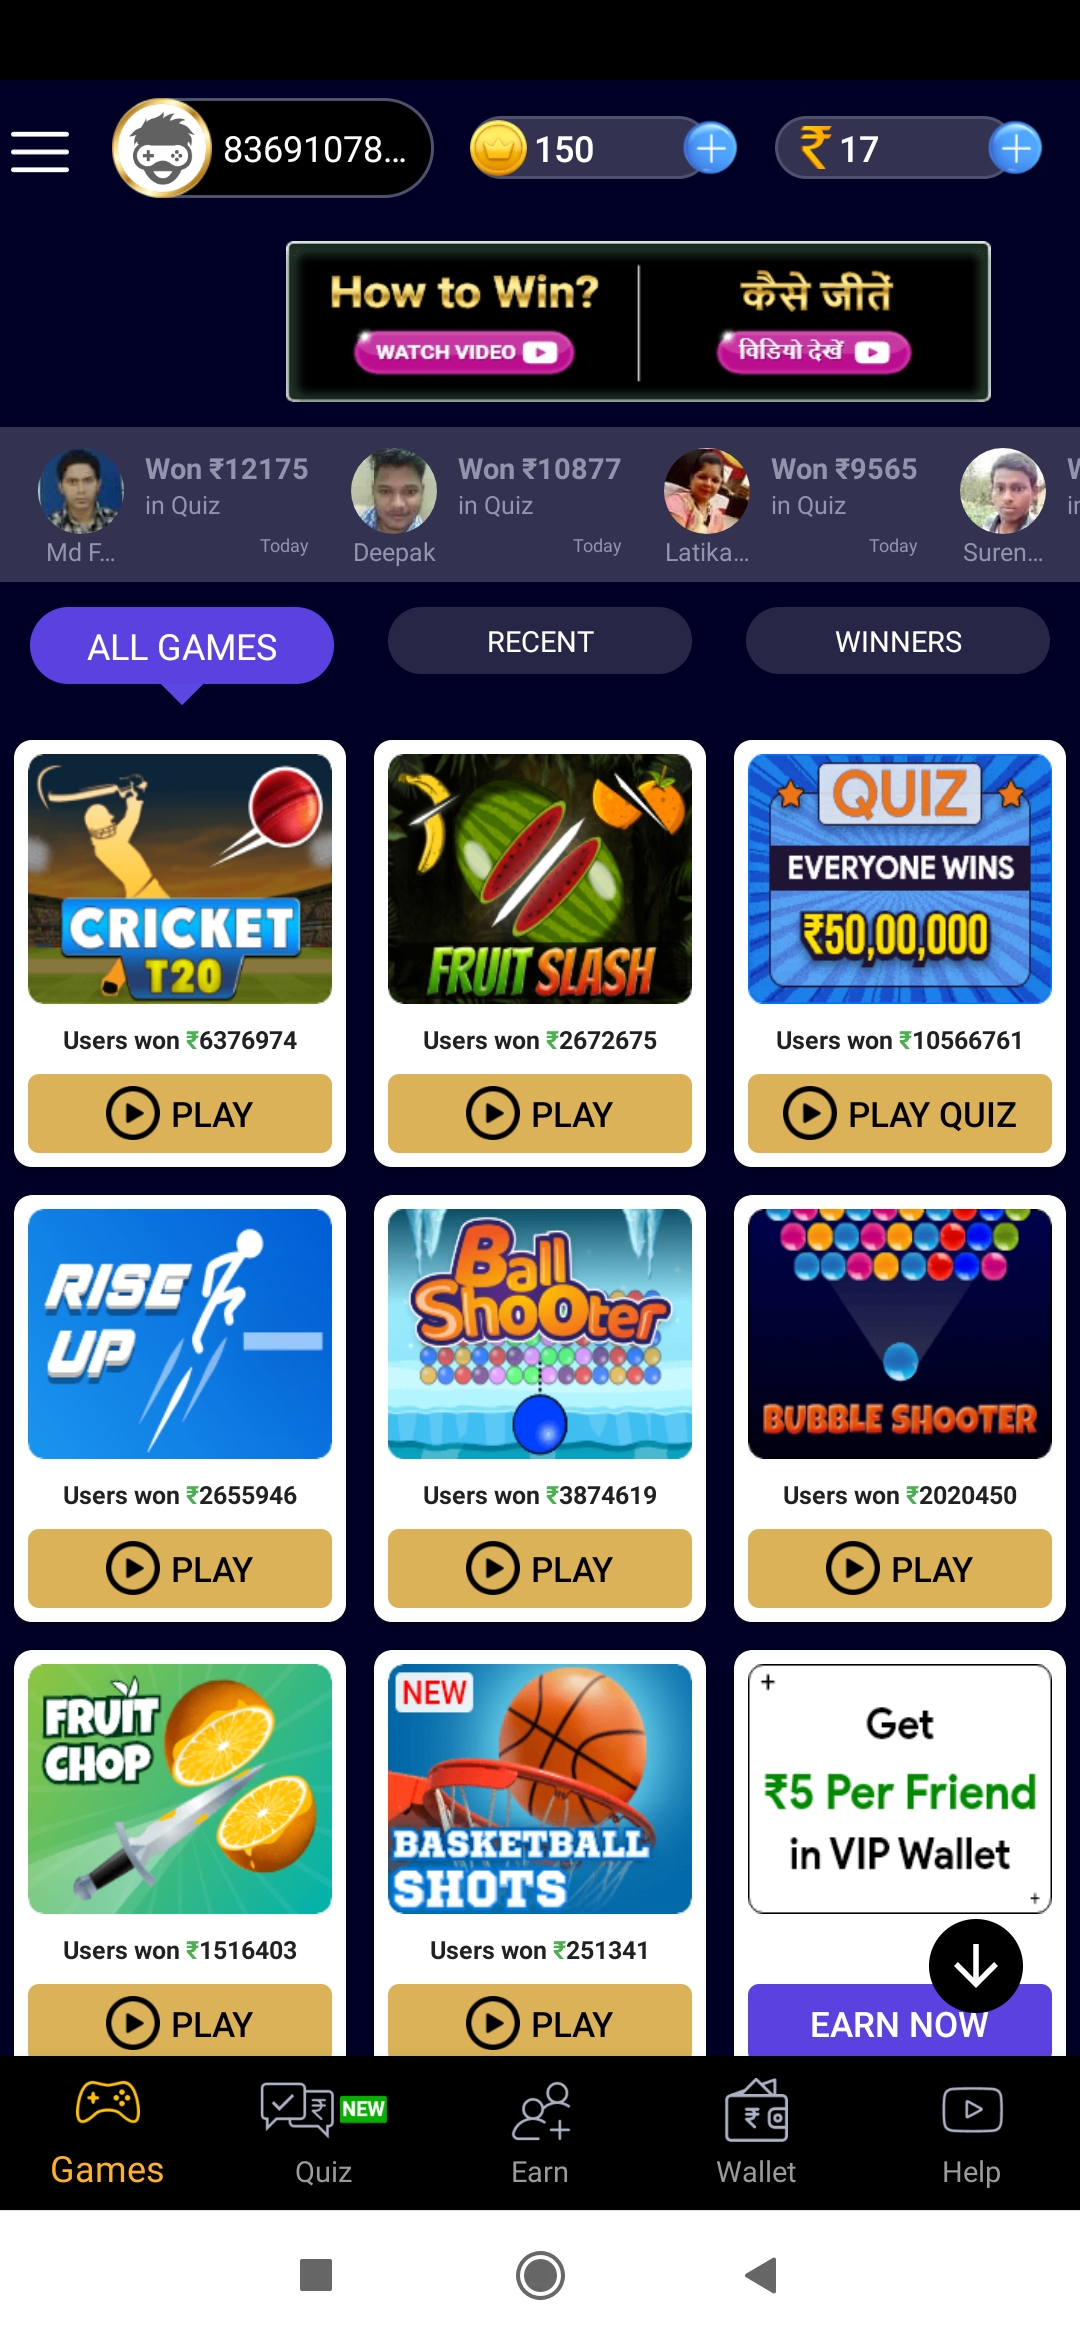 83691078...
150
₹ 17
How to Win?
WATCH VIDEO
कैसे जीतें
विडियो देखें
Won ₹12175
in Quiz
Md F...
Today
Won ₹10877
in Quiz
Deepak
Today
Won ₹9565
in Quiz
Latika...
Today
Suren...
ALL GAMES
RECENT
WINNERS
CRICKET
T20
Users won ₹6376974
PLAY
FRUIT SLASH
Users won ₹2672675
PLAY
QUIZ
EVERYONE WINS
₹50,00,000
Users won ₹10566761
PLAY QUIZ
RISE
UP
Users won ₹2655946
PLAY
Ball
Shooter
Users won ₹3874619
PLAY
BUBBLE SHOOTER
Users won ₹2020450
PLAY
FRUIT
CHOP
Users won ₹1516403
PLAY
NEW
BASKETBALL
SHOTS
Users won ₹251341
PLAY
Get
₹5 Per Friend
in VIP Wallet
EARN NOW
Games
NEW
Quiz
Earn
Wallet
Help